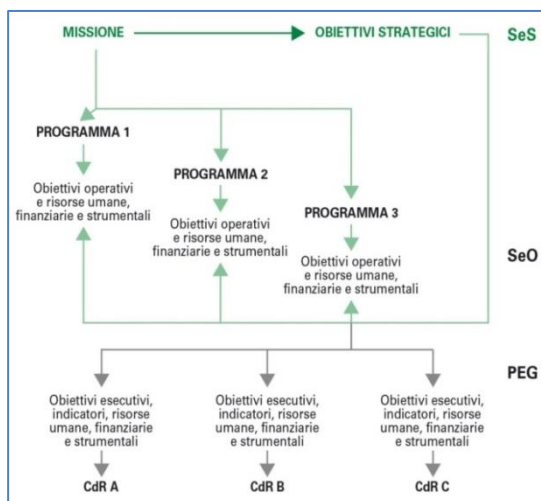 MISSIONE
OBIETTIVI STRATEGICI
SeS
PROGRAMMA 1
Obiettivi operativi
e risorse umane,
finanziarie e strumentali
PROGRAMMA 2
Obiettivi operativi
e risorse umane,
finanziarie e strumentali
PROGRAMMA 3
Obiettivi operativi
e risorse umane,
finanziarie e strumentali
SeO
PEG
Obiettivi esecutivi,
indicatori, risorse
umane, finanziarie
e strumentali
CdR A
Obiettivi esecutivi,
indicatori, risorse
umane, finanziarie
e strumentali
CdR B
Obiettivi esecutivi,
indicatori, risorse
umane, finanziarie
e strumentali
CdR C